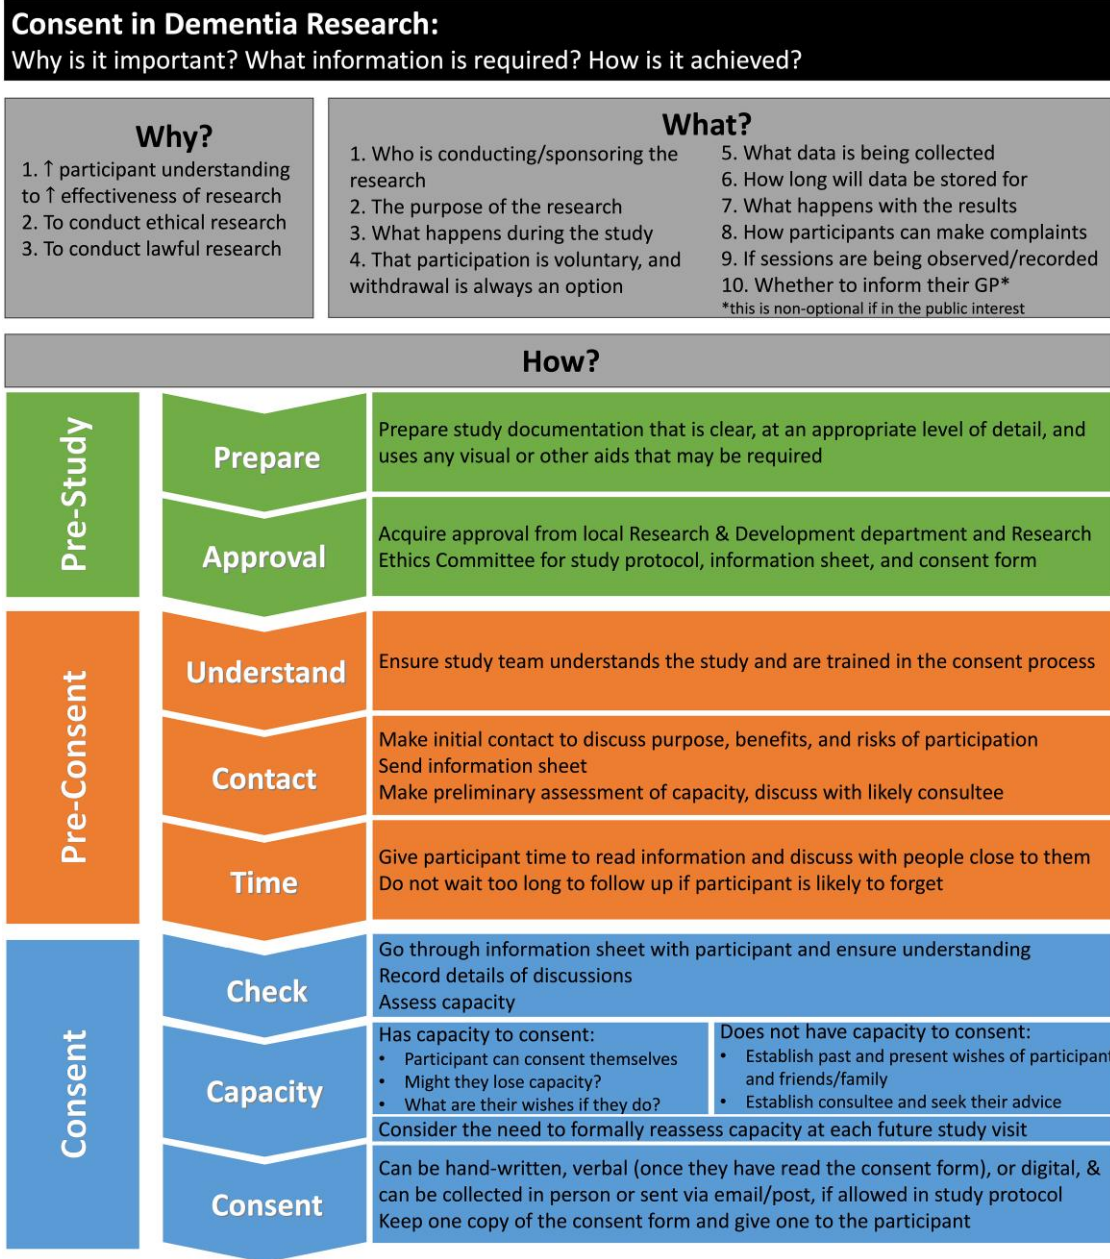 Consent in Dementia Research:
Why is it important? What information is required? How is it achieved?
Why?
1. ↑ participant understanding
to ↑ effectiveness of research
2. To conduct ethical research
3. To conduct lawful research
What?
1. Who is conducting/sponsoring the
research
2. The purpose of the research
3. What happens during the study
4. That participation is voluntary, and
withdrawal is always an option
5. What data is being collected
6. How long will data be stored for
7. What happens with the results
8. How participants can make complaints
9. If sessions are being observed/recorded
10. Whether to inform their GP*
*this is non-optional if in the public interest
How?
Pre-Study
Prepare
Prepare study documentation that is clear, at an appropriate level of detail, and
uses any visual or other aids that may be required
Approval
Acquire approval from local Research & Development department and Research
Ethics Committee for study protocol, information sheet, and consent form
Pre-Consent
Understand
Ensure study team understands the study and are trained in the consent process
Contact
Make initial contact to discuss purpose, benefits, and risks of participation
Send information sheet
Make preliminary assessment of capacity, discuss with likely consultee
Time
Give participant time to read information and discuss with people close to them
Do not wait too long to follow up if participant is likely to forget
Consent
Check
Go through information sheet with participant and ensure understanding
Record details of discussions
Assess capacity
Capacity
Has capacity to consent:
• Participant can consent themselves
• Might they lose capacity?
• What are their wishes if they do?
Does not have capacity to consent:
• Establish past and present wishes of participant
and friends/family
• Establish consultee and seek their advice
Consider the need to formally reassess capacity at each future study visit
Consent
Can be hand-written, verbal (once they have read the consent form), or digital, &
can be collected in person or sent via email/post, if allowed in study protocol
Keep one copy of the consent form and give one to the participant